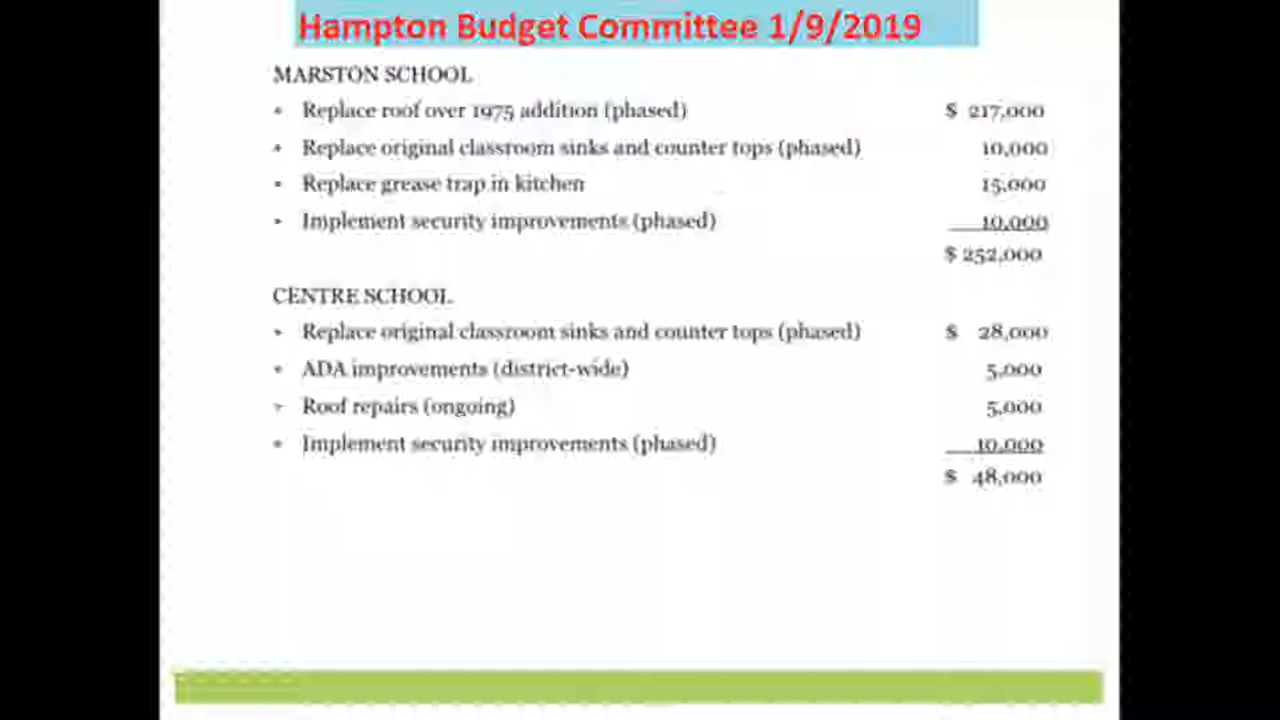 Hampton Budget Committee 1/9/2019
MARSTON SCHOOL
• Replace roof over 1975 addition (phased) $ 217,000
• Replace original classroom sinks and counter tops (phased) 10,000
• Replace grease trap in kitchen 15,000
• Implement security improvements (phased) 10,000
$ 252,000
CENTRE SCHOOL
• Replace original classroom sinks and counter tops (phased) $ 28,000
• ADA improvements (district-wide) 5,000
• Roof repairs (ongoing) 5,000
• Implement security improvements (phased) 10,000
$ 48,000